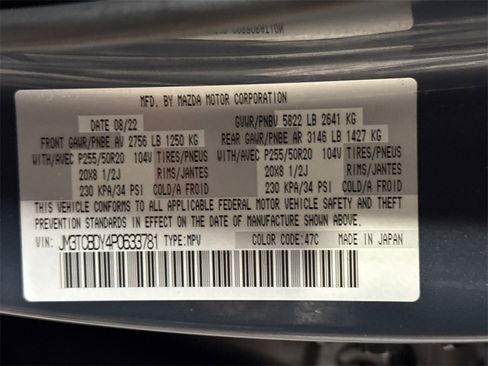 MFD. BY MAZDA MOTOR CORPORATION
DATE 08/22 GVWR/PNBV 5822 LB 2641 KG
FRONT GAWR/PNBE AV 2756 LB 1250 KG REAR GAWR/PNBE AR 3146 LB 1427 KG
WITH/AVEC P255/50R20 104V TIRES/PNEUS WITH/AVEC P255/50R20 104V TIRES/PNEUS
20X8 1/2J RIMS/JANTES 20X8 1/2J RIMS/JANTES
230 KPA/34 PSI COLD/A FROID 230 KPA/34 PSI COLD/A FROID
THIS VEHICLE CONFORMS TO ALL APPLICABLE FEDERAL MOTOR VEHICLE SAFETY, BUMPER, AND THEFT
PREVENTION STANDARDS IN EFFECT ON THE DATE OF MANUFACTURE SHOWN ABOVE.
VIN: JM3TCBDY4P0633781 TYPE:MPV COLOR CODE:47C MADE IN JAPAN